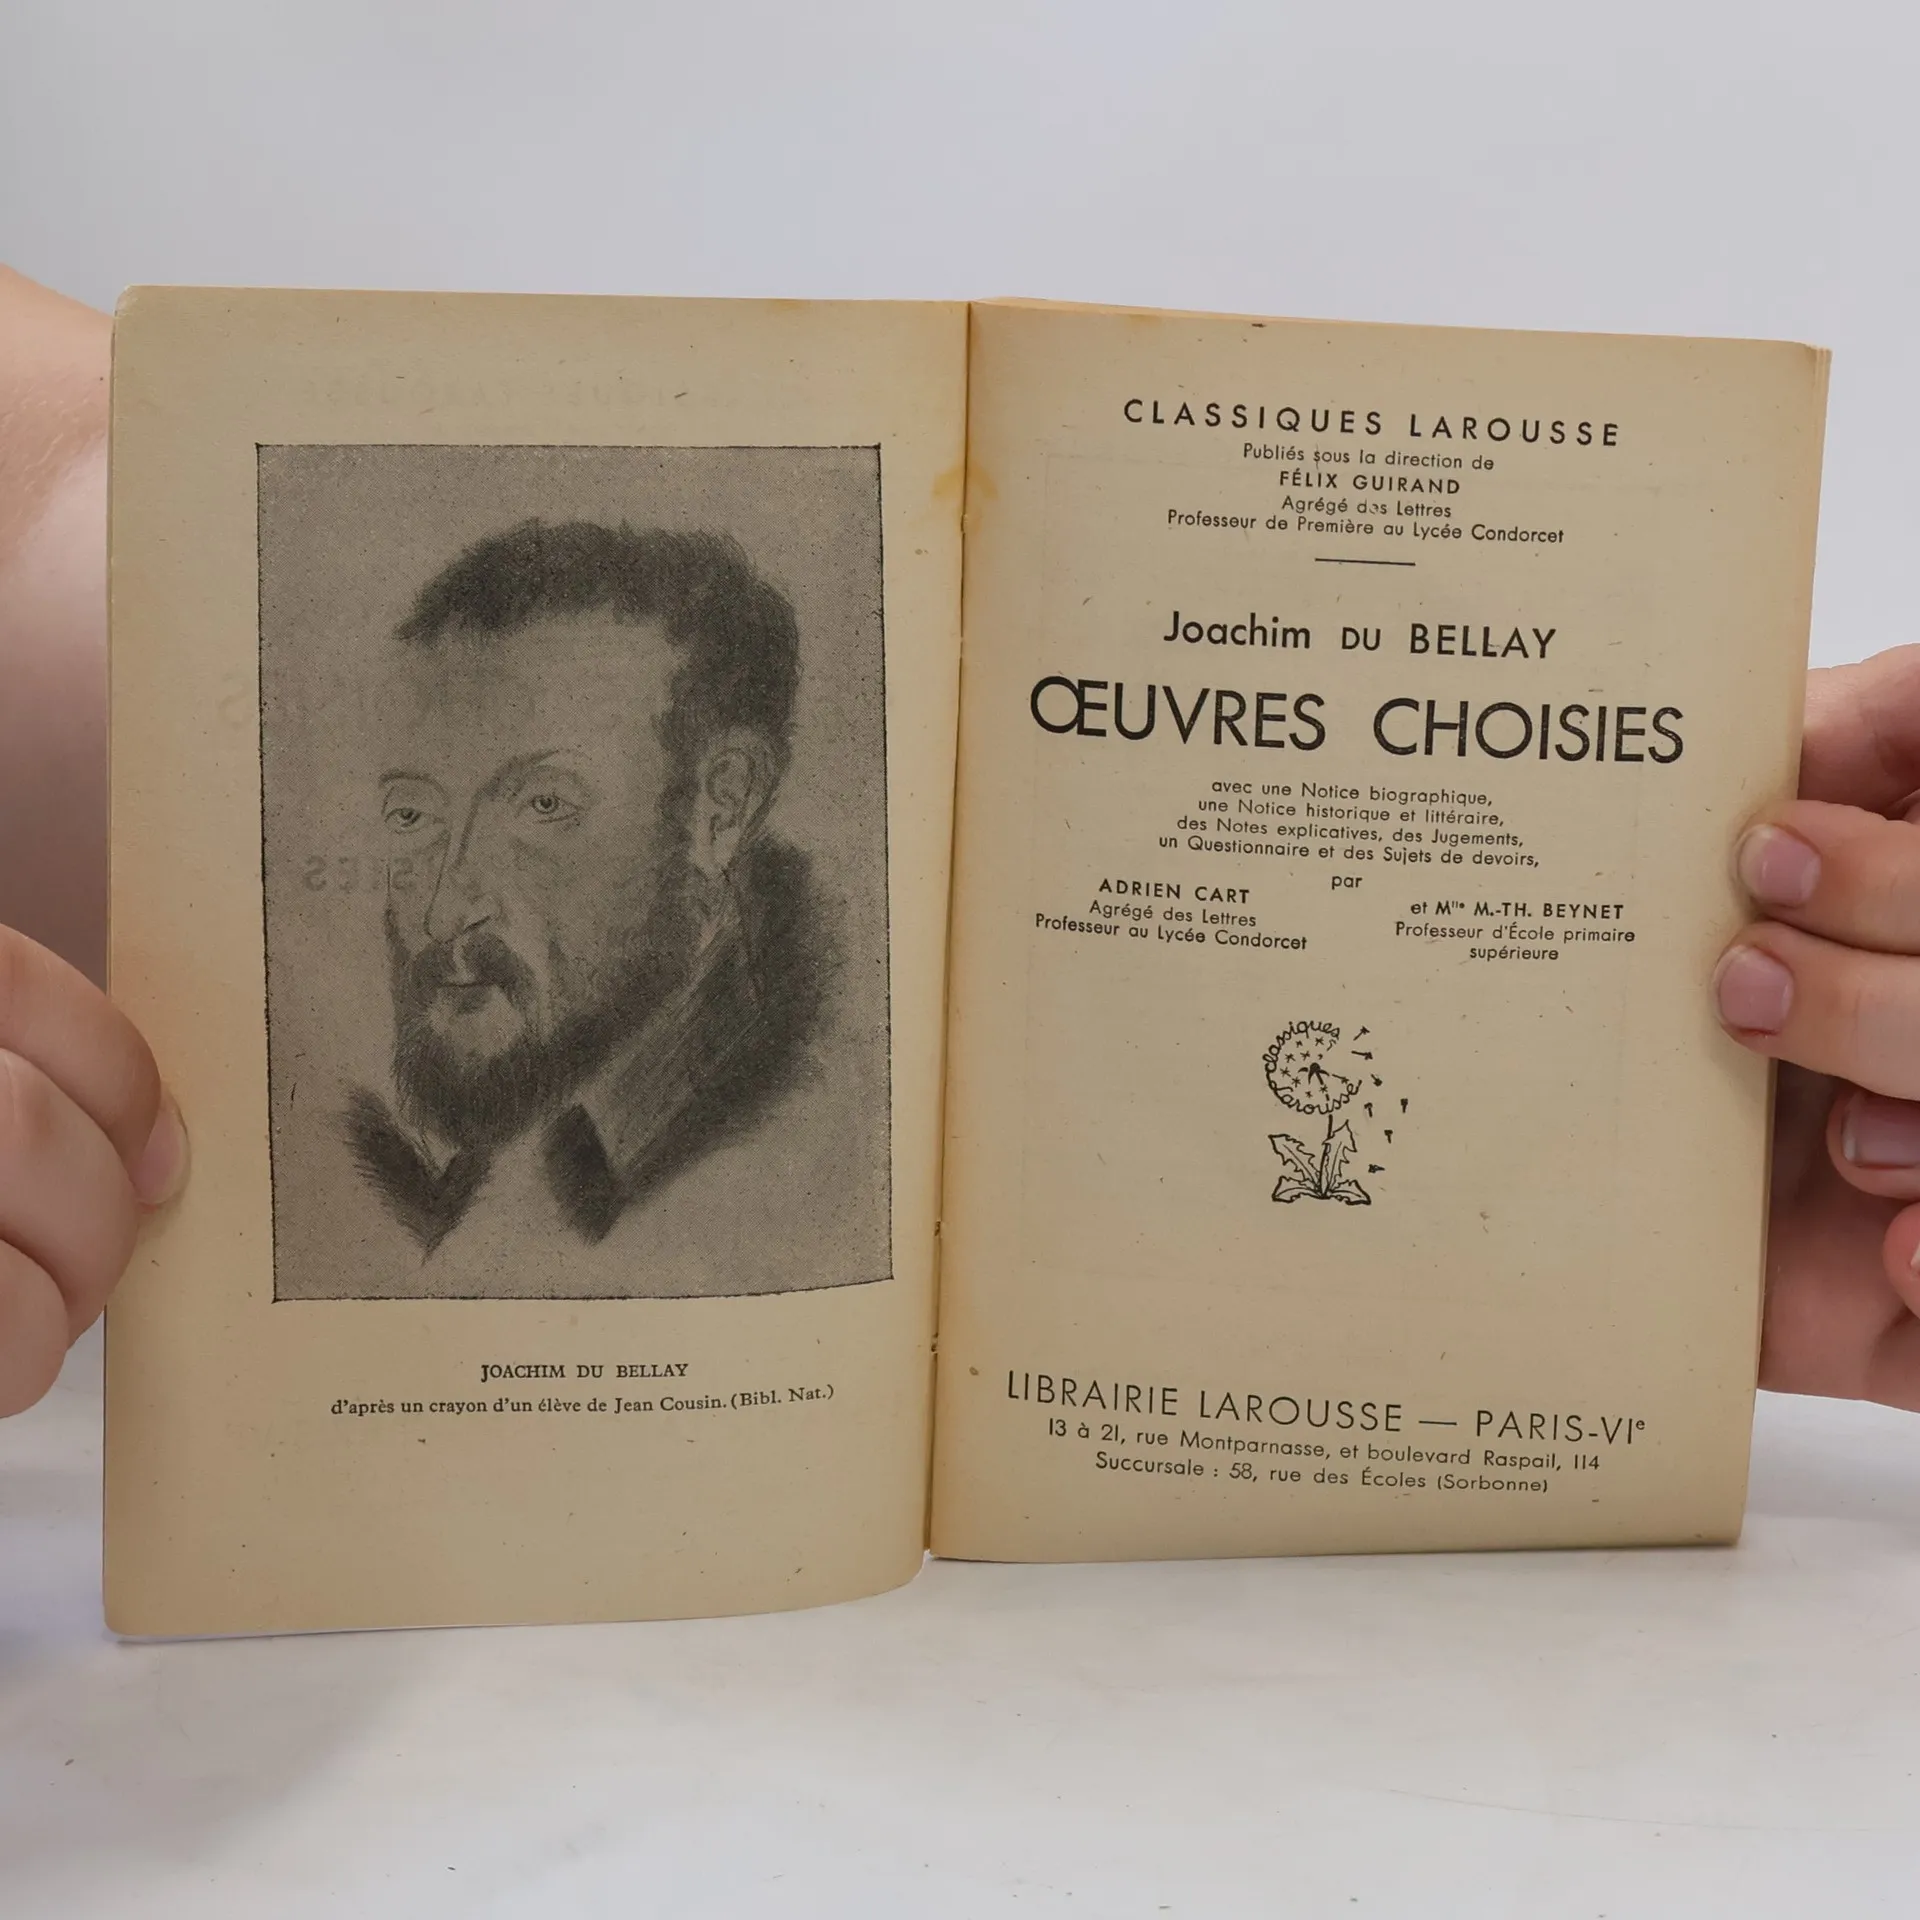 JOACHIM DU BELLAY
d'après un crayon d'un élève de Jean Cousin. (Bibl. Nat.)
CLASSIQUES LAROUSSE
Publiés sous la direction de
FÉLIX GUIRAND
Agrégé des Lettres
Professeur de Première au Lycée Condorcet
Joachim DU BELLAY
ŒUVRES CHOISIES
avec une Notice biographique,
une Notice historique et littéraire,
des Notes explicatives, des Jugements,
un Questionnaire et des Sujets de devoirs,
par
ADRIEN CART
Agrégé des Lettres
Professeur au Lycée Condorcet
et Mlle M.-TH. BEYNET
Professeur d'École primaire
supérieure
classiques
Larousse
LIBRAIRIE LAROUSSE — PARIS-VIe
13 à 21, rue Montparnasse, et boulevard Raspail, 114
Succursale : 58, rue des Écoles (Sorbonne)